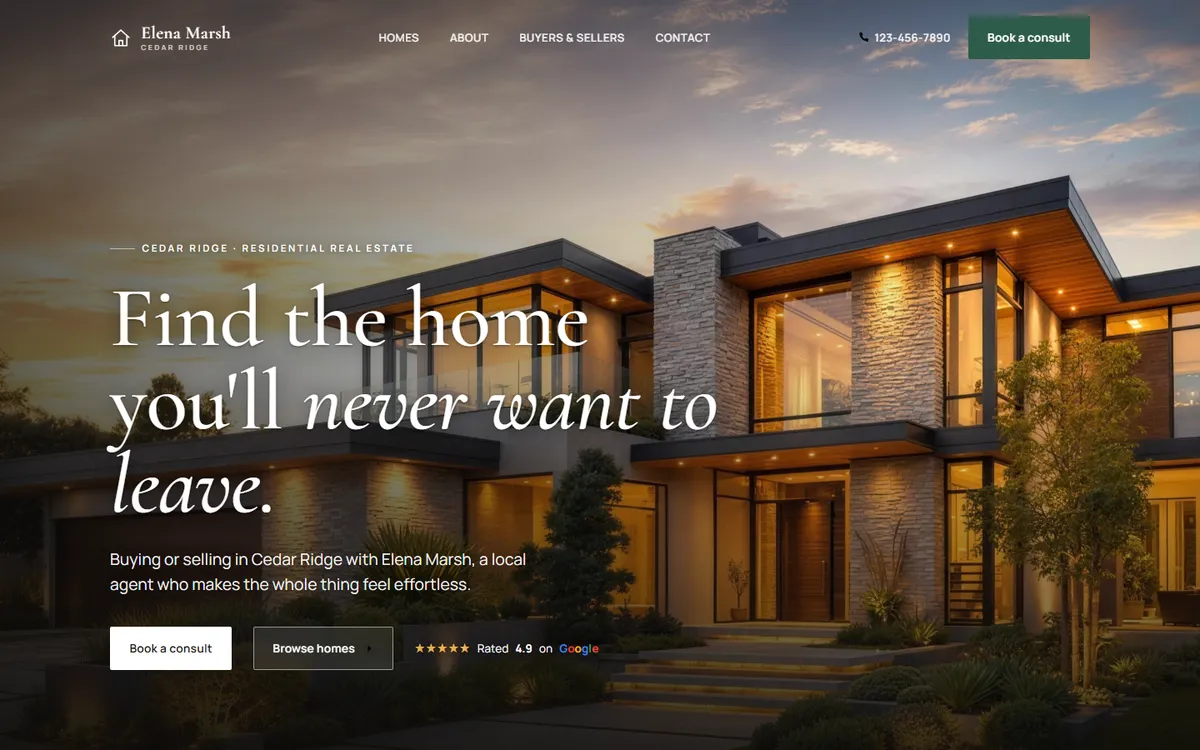 Elena Marsh
CEDAR RIDGE
HOMES
ABOUT
BUYERS & SELLERS
CONTACT
123-456-7890
Book a consult
CEDAR RIDGE · RESIDENTIAL REAL ESTATE
Find the home
you'll never want to
leave.
Buying or selling in Cedar Ridge with Elena Marsh, a local
agent who makes the whole thing feel effortless.
Book a consult
Browse homes
★★★★★ Rated 4.9 on Google